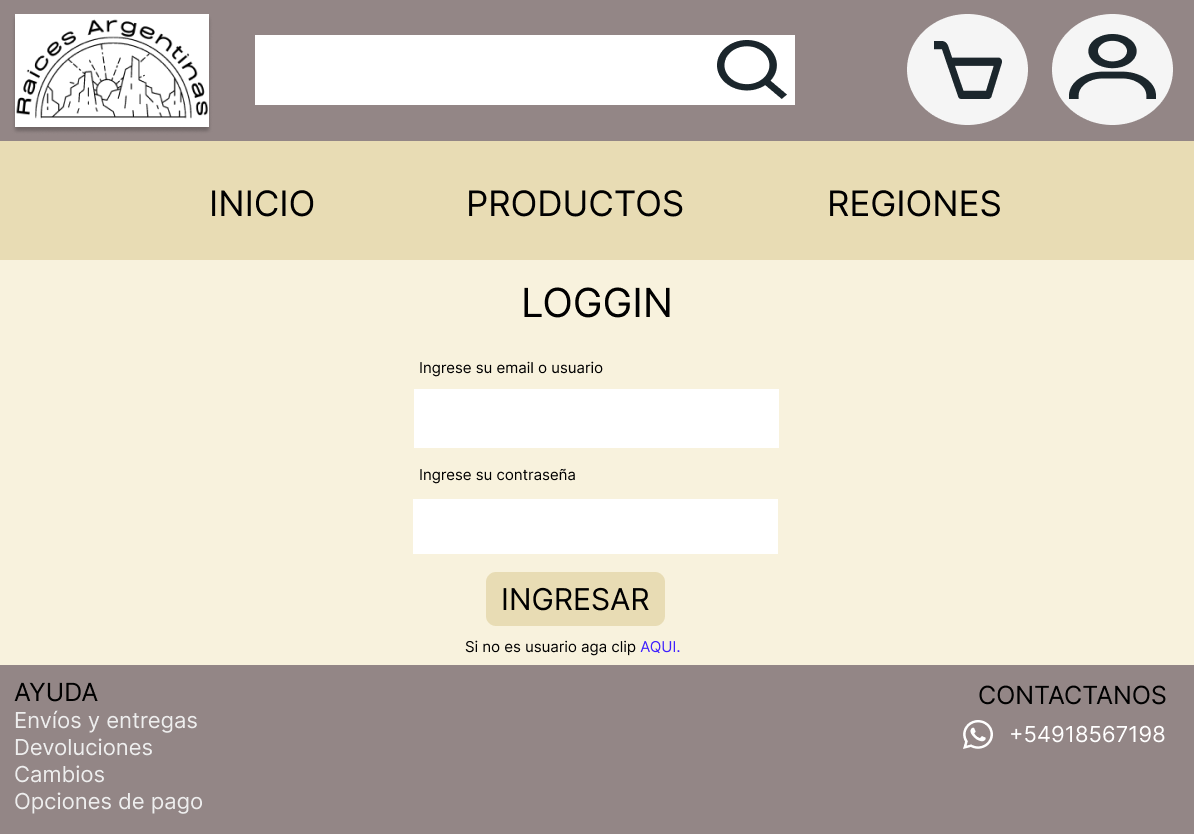 Raices Argentinas
INICIO PRODUCTOS REGIONES
LOGGIN
Ingrese su email o usuario
Ingrese su contraseña
INGRESAR
Si no es usuario aga clip AQUI.
AYUDA
Envíos y entregas
Devoluciones
Cambios
Opciones de pago
CONTACTANOS
+54918567198